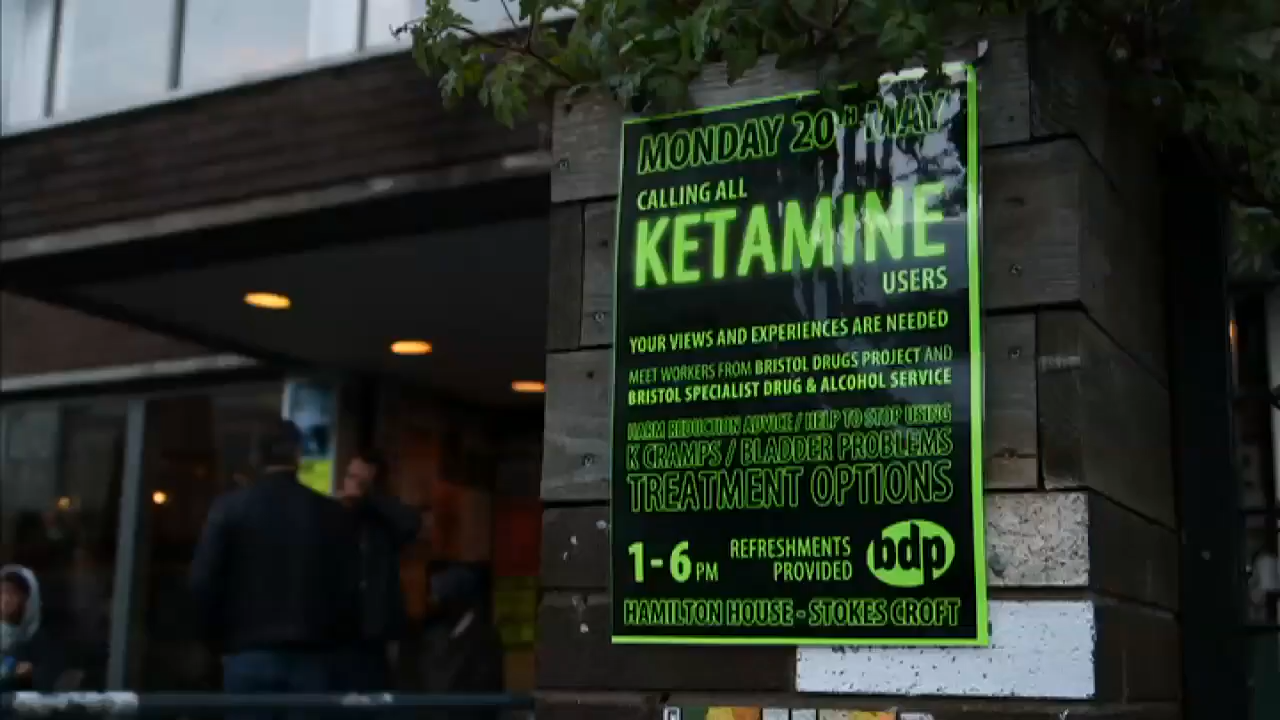 MONDAY 20TH MAY
CALLING ALL
KETAMINE
USERS
YOUR VIEWS AND EXPERIENCES ARE NEEDED
MEET WORKERS FROM BRISTOL DRUGS PROJECT AND
BRISTOL SPECIALIST DRUG & ALCOHOL SERVICE
HARM REDUCTION ADVICE / HELP TO STOP USING
K CRAMPS / BLADDER PROBLEMS
TREATMENT OPTIONS
1-6 PM
REFRESHMENTS
PROVIDED
bdp
HAMILTON HOUSE - STOKES CROFT